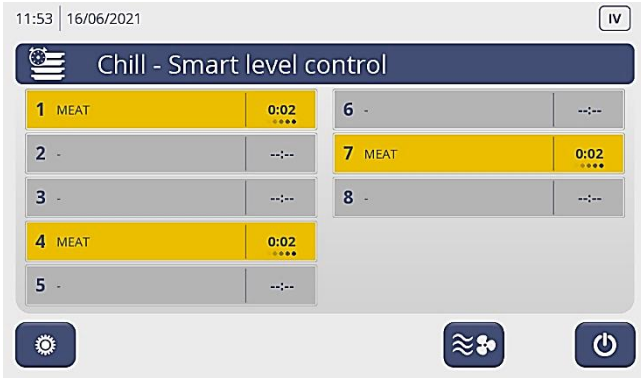 11:53 16/06/2021 IV
Chill - Smart level control
1 MEAT 0:02
2 - --:--
3 - --:--
4 MEAT 0:02
5 - --:--
6 - --:--
7 MEAT 0:02
8 - --:--